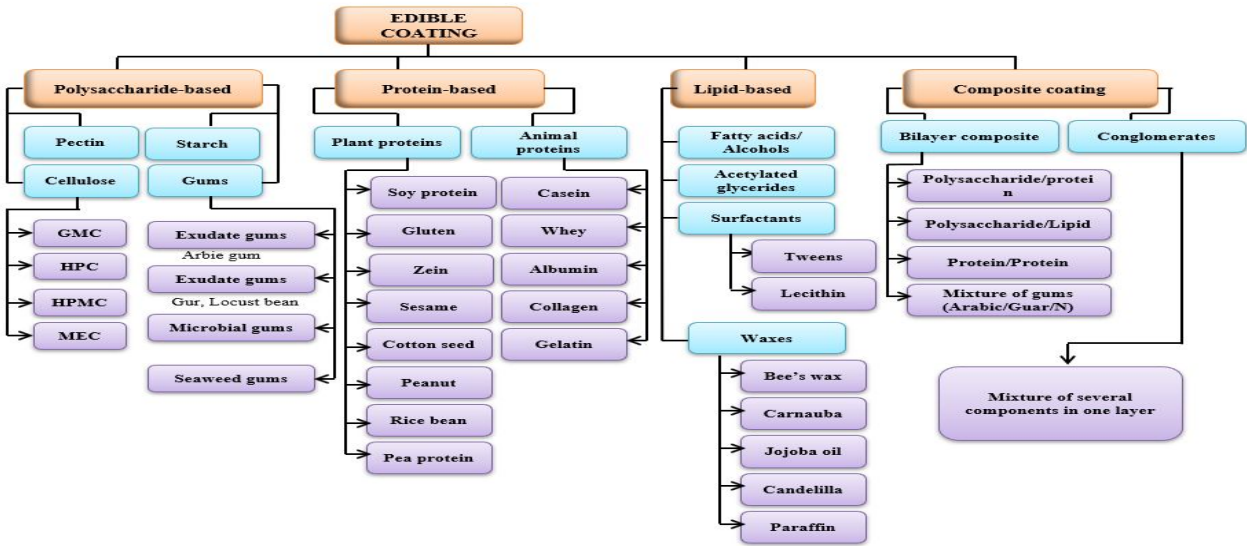 EDIBLE
COATING
Polysaccharide-based
Protein-based
Lipid-based
Composite coating
Pectin
Starch
Cellulose
Gums
GMC
HPC
HPMC
MEC
Exudate gums
Arbie gum
Exudate gums
Gur, Locust bean
Microbial gums
Seaweed gums
Plant proteins
Animal
proteins
Soy protein
Gluten
Zein
Sesame
Cotton seed
Peanut
Rice bean
Pea protein
Casein
Whey
Albumin
Collagen
Gelatin
Fatty acids/
Alcohols
Acetylated
glycerides
Surfactants
Tweens
Lecithin
Waxes
Bee's wax
Carnauba
Jojoba oil
Candelilla
Paraffin
Bilayer composite
Conglomerates
Polysaccharide/protei
n
Polysaccharide/Lipid
Protein/Protein
Mixture of gums
(Arabic/Guar/N)
Mixture of several
components in one layer